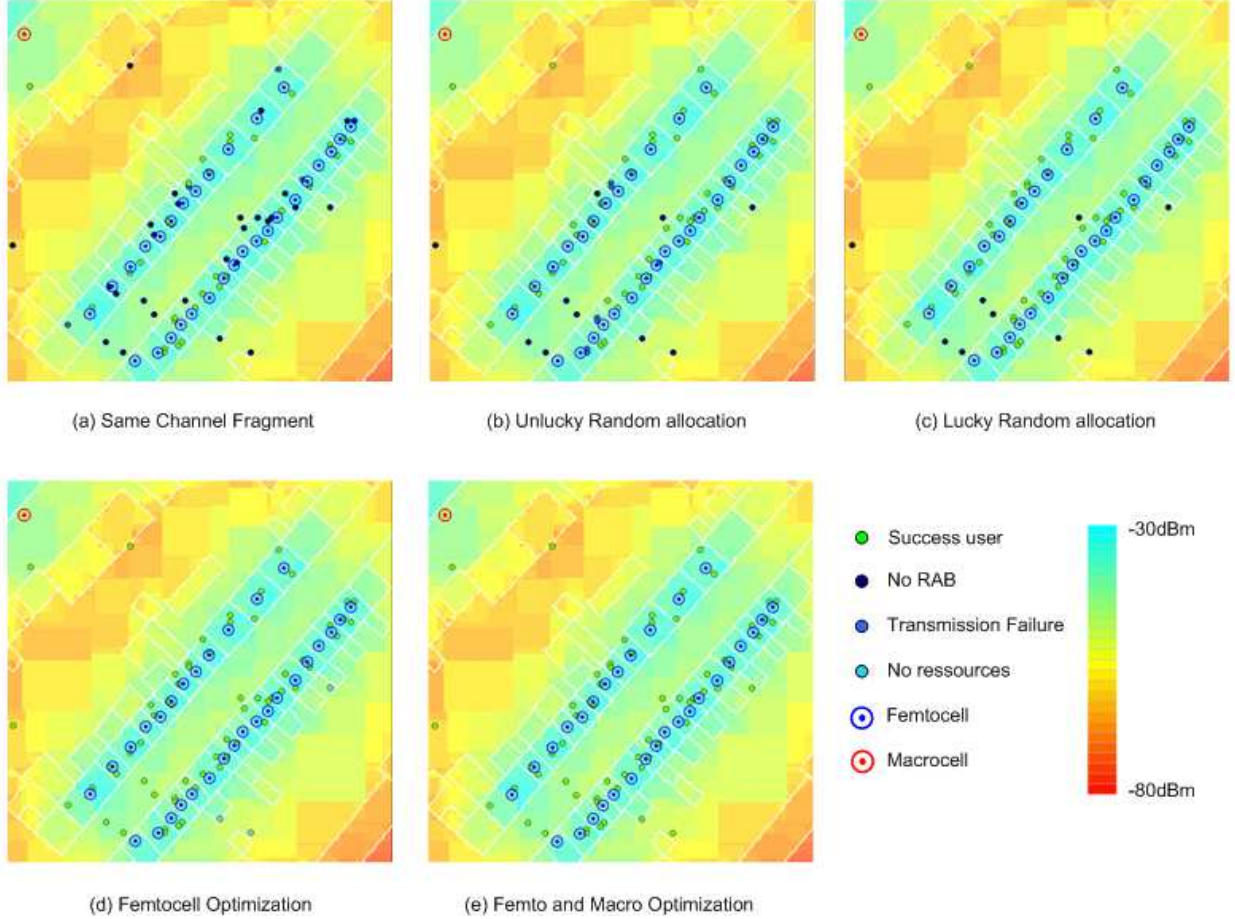 (a) Same Channel Fragment
(b) Unlucky Random allocation
(c) Lucky Random allocation
Success user
No RAB
Transmission Failure
No ressources
Femtocell
Macrocell
-30dBm
-80dBm
(d) Femtocell Optimization
(e) Femto and Macro Optimization